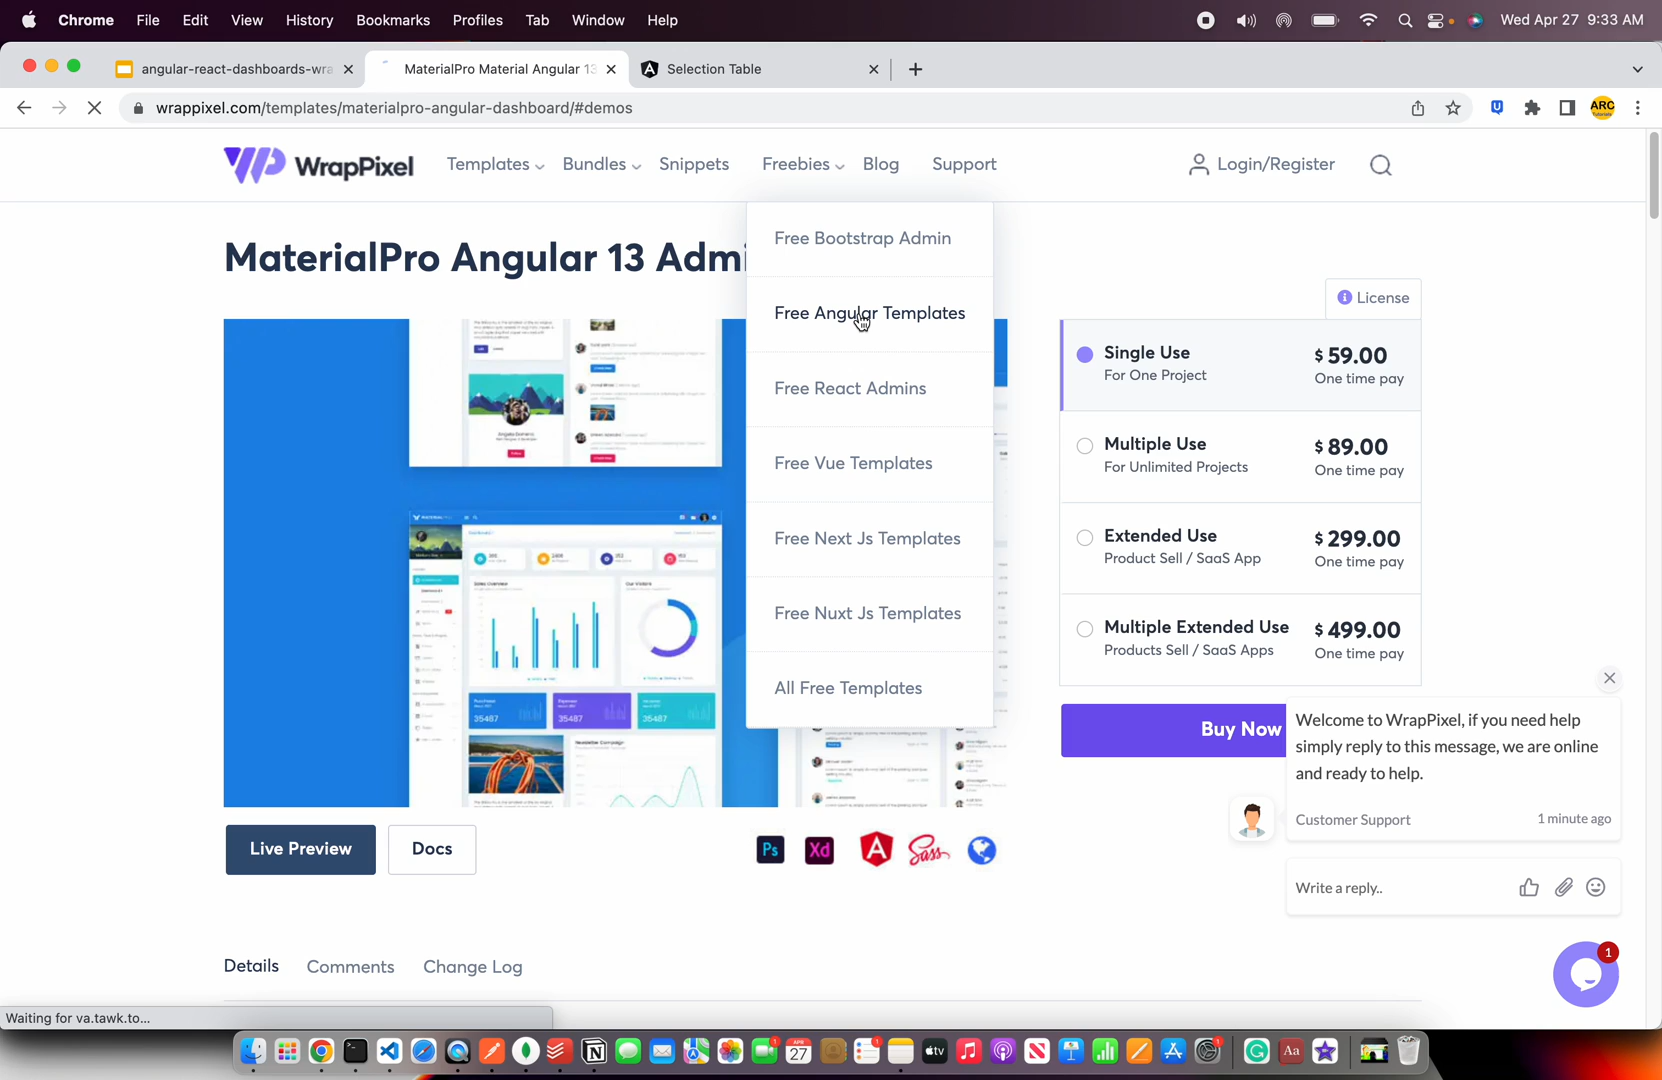 Chrome File Edit View History Bookmarks Profiles Tab Window Help Wed Apr 27 9:33 AM
angular-react-dashboards-wra MaterialPro Material Angular 13 Selection Table
wrappixel.com/templates/materialpro-angular-dashboard/#demos ARC
WrapPixel Templates Bundles Snippets Freebies Blog Support Login/Register
MaterialPro Angular 13 Admi
Free Bootstrap Admin
Free Angular Templates
Free React Admins
Free Vue Templates
Free Next Js Templates
Free Nuxt Js Templates
All Free Templates
License
Single Use $ 59.00
For One Project One time pay
Multiple Use $ 89.00
For Unlimited Projects One time pay
Extended Use $ 299.00
Product Sell / SaaS App One time pay
Multiple Extended Use $ 499.00
Products Sell / SaaS Apps One time pay
Buy Now
Welcome to WrapPixel, if you need help
simply reply to this message, we are online
and ready to help.
Customer Support 1 minute ago
Write a reply..
1
35487 35487 35487
Live Preview Docs Ps Xd Sass
Details Comments Change Log
Waiting for va.tawk.to...